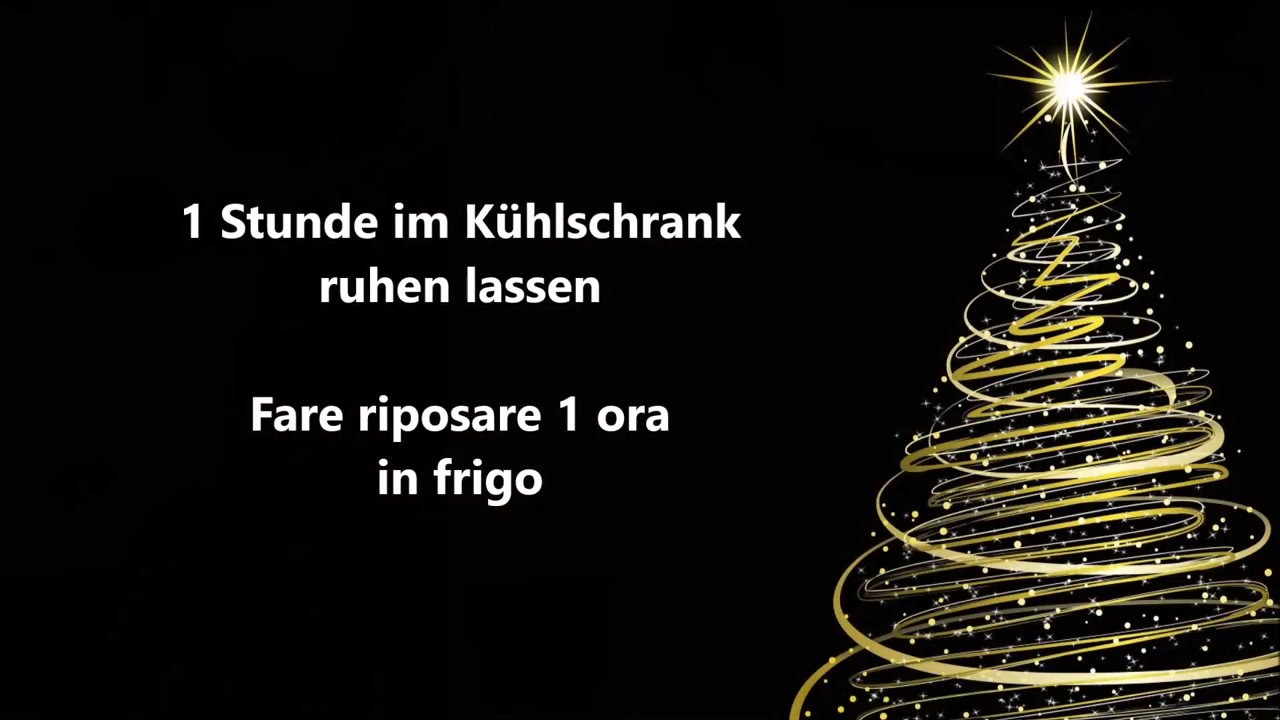 1 Stunde im Kühlschrank
ruhen lassen
Fare riposare 1 ora
in frigo